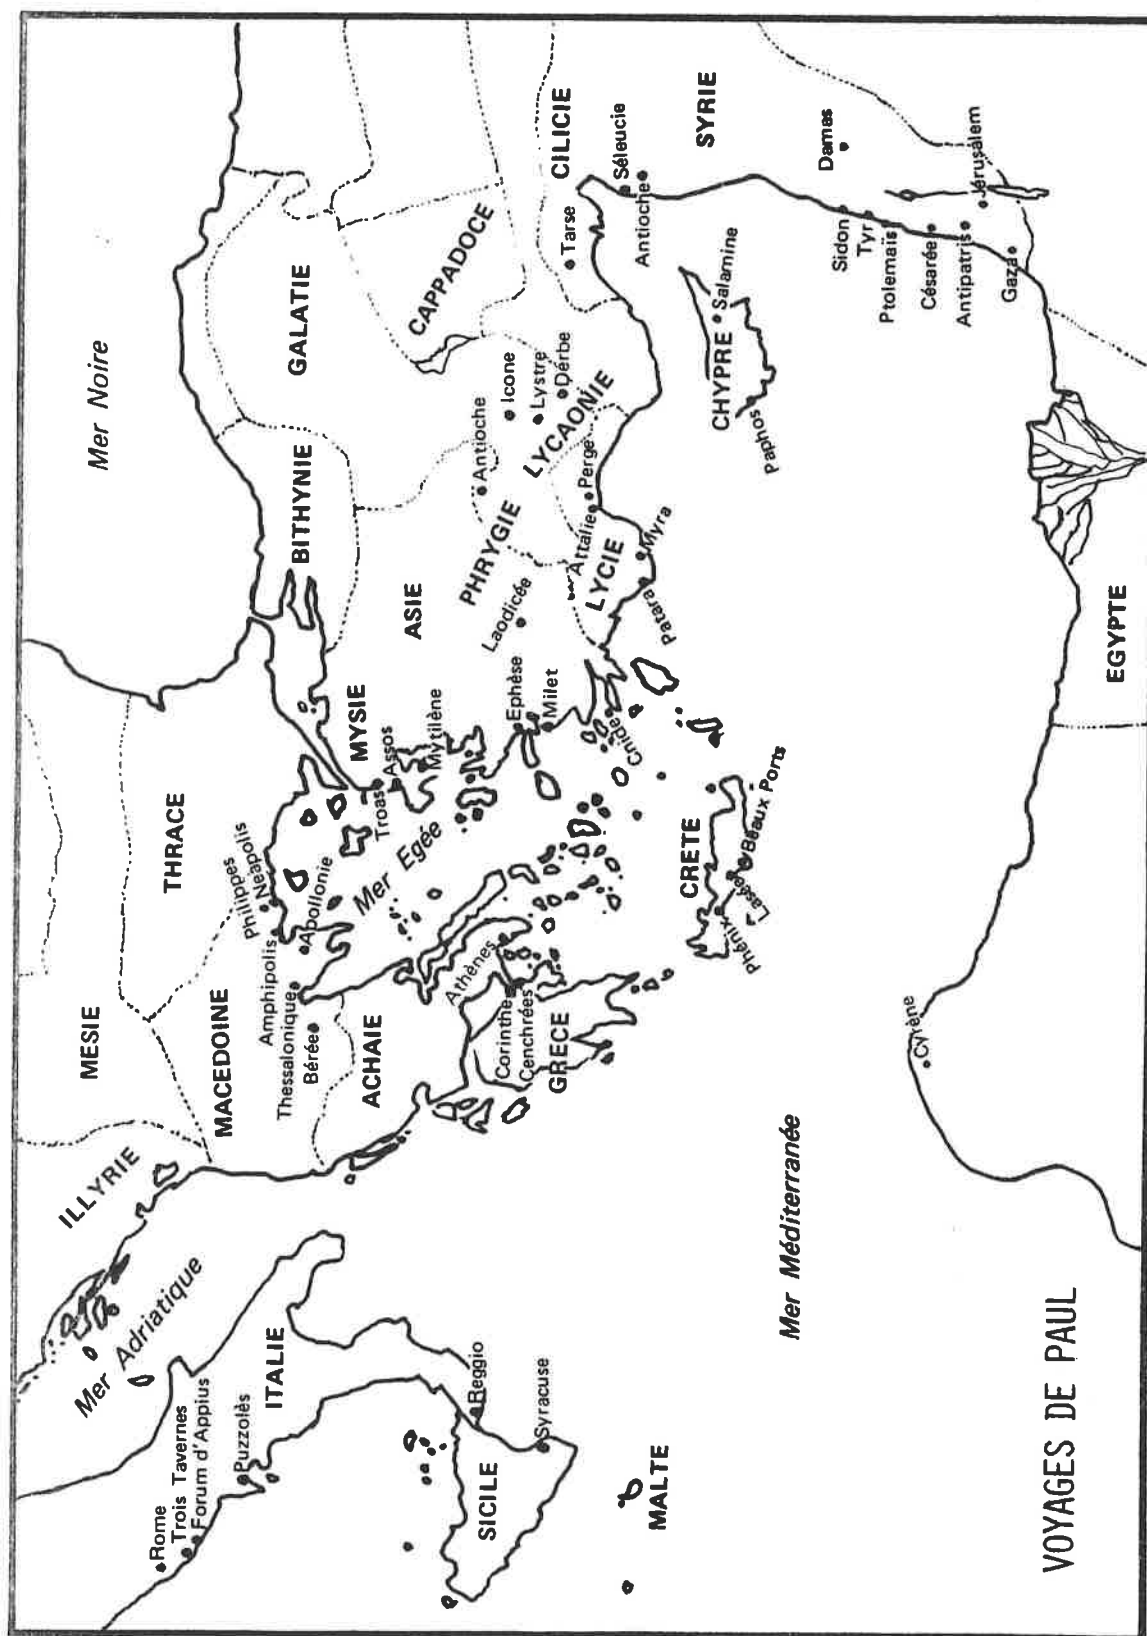 Mer Noire
MESIE
THRACE
ILLYRIE
MACEDOINE
BITHYNIE
GALATIE
CAPPADOCE
CILICIE
SYRIE
Mer Adriatique
ITALIE
Rome
Trois Tavernes
Forum d'Appius
Puzzolès
Reggio
Syracuse
SICILE
MALTE
Philippes
Néapolis
Amphipolis
Apollonie
Thessalonique
Bérée
ACHAIE
Athènes
Corinthe
Cenchrées
GRECE
Mer Egée
MYSIE
Troas
Assos
Mytilène
ASIE
Ephèse
Milet
Cnide
PHRYGIE
Laodicée
Antioche
Icone
Lystre
Derbe
LYCAONIE
Attalie
Perge
LYCIE
Patara
Myra
Tarse
Séleucie
Antioche
CHYPRE
Salamine
Paphos
Damas
Sidon
Tyr
Ptolemaïs
Césarée
Antipatris
Jérusalem
Gaza
CRETE
Phénix
Lasée
Beaux Ports
Mer Méditerranée
Cyrène
EGYPTE
VOYAGES DE PAUL